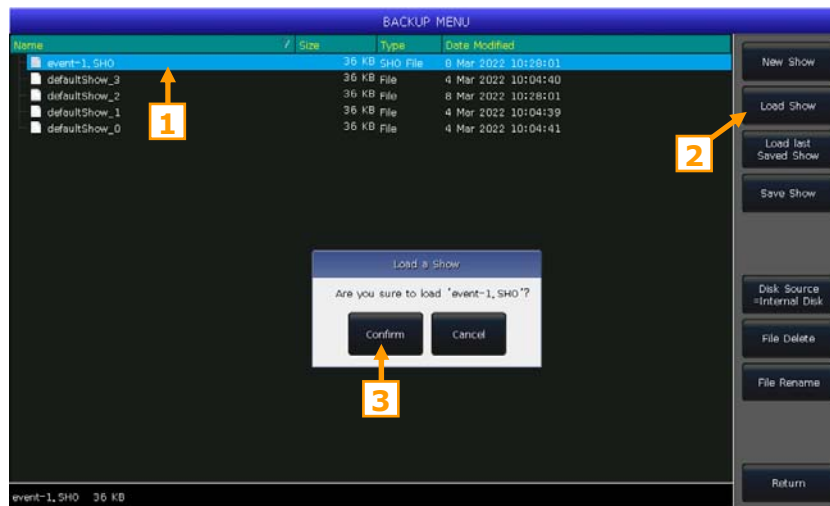 BACKUP MENU
Name / Size Type Date Modified
event-1.SHO 36 KB SHO File 8 Mar 2022 10:28:01
defaultShow_3 36 KB File 4 Mar 2022 10:04:40
defaultShow_2 36 KB File 8 Mar 2022 10:28:01
defaultShow_1 36 KB File 4 Mar 2022 10:04:39
defaultShow_0 36 KB File 4 Mar 2022 10:04:41
1
2
New Show
Load Show
Load last
Saved Show
Save Show
Load a Show
Are you sure to load 'event-1.SHO'?
Confirm Cancel
3
Disk Source
=Internal Disk
File Delete
File Rename
Return
event-1.SHO 36 KB